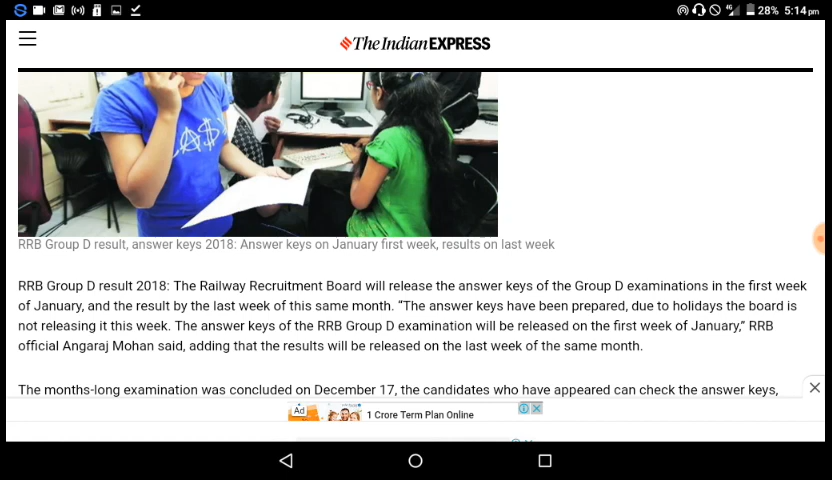 4G 28% 5:14 pm
The Indian EXPRESS
RRB Group D result, answer keys 2018: Answer keys on January first week, results on last week
RRB Group D result 2018: The Railway Recruitment Board will release the answer keys of the Group D examinations in the first week
of January, and the result by the last week of this same month. “The answer keys have been prepared, due to holidays the board is
not releasing it this week. The answer keys of the RRB Group D examination will be released on the first week of January,” RRB
official Angaraj Mohan said, adding that the results will be released on the last week of the same month.
The months-long examination was concluded on December 17, the candidates who have appeared can check the answer keys,
Ad
1 Crore Term Plan Online